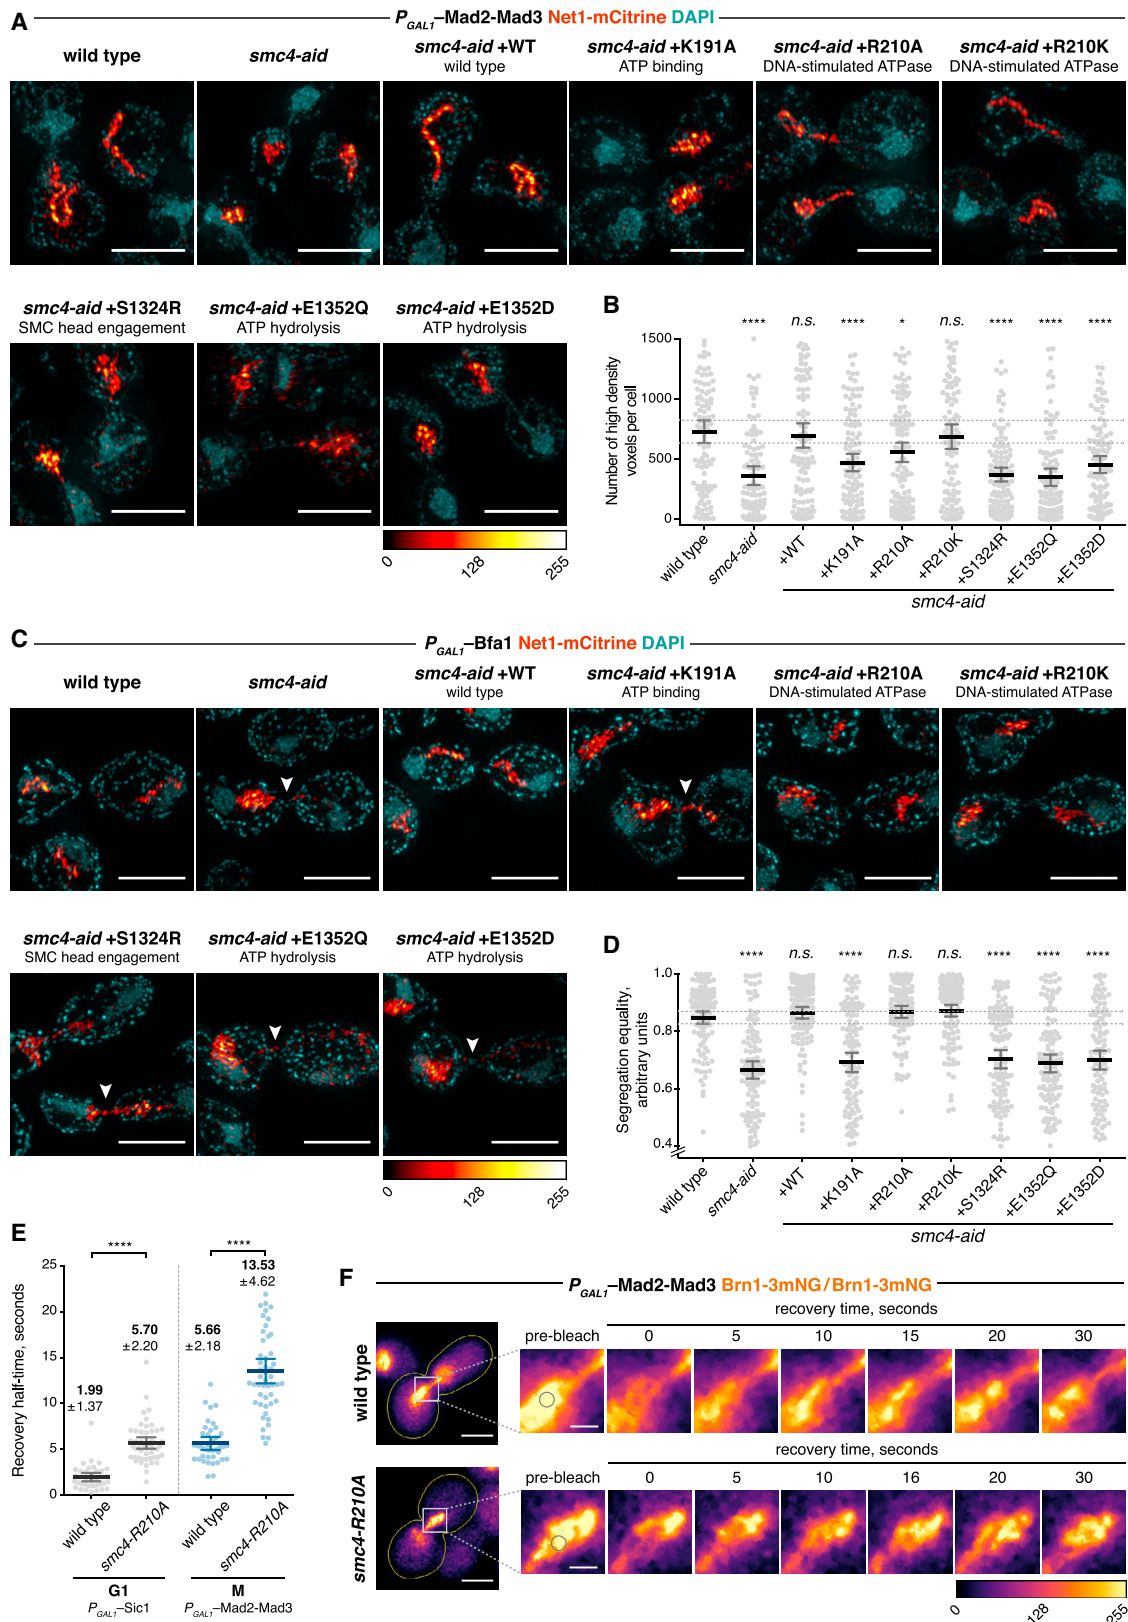 A
P_GAL1–Mad2-Mad3 Net1-mCitrine DAPI
wild type
smc4-aid
smc4-aid +WT
wild type
smc4-aid +K191A
ATP binding
smc4-aid +R210A
DNA-stimulated ATPase
smc4-aid +R210K
DNA-stimulated ATPase
smc4-aid +S1324R
SMC head engagement
smc4-aid +E1352Q
ATP hydrolysis
smc4-aid +E1352D
ATP hydrolysis
0 128 255
B
**** n.s. **** * n.s. **** **** ****
Number of high density
voxels per cell
1500
1000
500
0
wild type
smc4-aid
+WT
+K191A
+R210A
+R210K
+S1324R
+E1352Q
+E1352D
smc4-aid
C
P_GAL1–Bfa1 Net1-mCitrine DAPI
wild type
smc4-aid
smc4-aid +WT
wild type
smc4-aid +K191A
ATP binding
smc4-aid +R210A
DNA-stimulated ATPase
smc4-aid +R210K
DNA-stimulated ATPase
smc4-aid +S1324R
SMC head engagement
smc4-aid +E1352Q
ATP hydrolysis
smc4-aid +E1352D
ATP hydrolysis
0 128 255
D
**** n.s. **** n.s. n.s. **** **** ****
Segregation equality,
arbitrary units
1.0
0.8
0.6
0.4
wild type
smc4-aid
+WT
+K191A
+R210A
+R210K
+S1324R
+E1352Q
+E1352D
smc4-aid
E
Recovery half-time, seconds
25
20
15
10
5
0
**** ****
1.99
±1.37
5.70
±2.20
5.66
±2.18
13.53
±4.62
wild type
smc4-R210A
wild type
smc4-R210A
G1
P_GAL1–Sic1
M
P_GAL1–Mad2-Mad3
F
P_GAL1–Mad2-Mad3 Brn1-3mNG/Brn1-3mNG
recovery time, seconds
pre-bleach 0 5 10 15 20 30
wild type
recovery time, seconds
pre-bleach 0 5 10 16 20 30
smc4-R210A
0 128 255